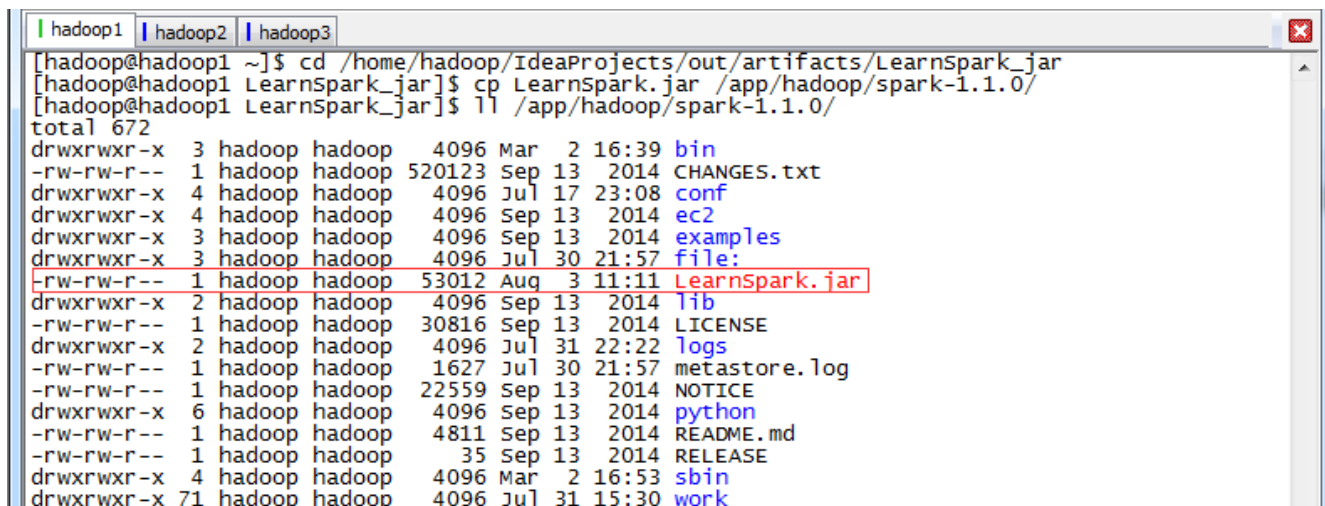 hadoop1 hadoop2 hadoop3
[hadoop@hadoop1 ~]$ cd /home/hadoop/IdeaProjects/out/artifacts/LearnSpark_jar
[hadoop@hadoop1 LearnSpark_jar]$ cp LearnSpark.jar /app/hadoop/spark-1.1.0/
[hadoop@hadoop1 LearnSpark_jar]$ ll /app/hadoop/spark-1.1.0/
total 672
drwxrwxr-x  3 hadoop hadoop   4096 Mar  2 16:39 bin
-rw-rw-r--  1 hadoop hadoop 520123 Sep 13  2014 CHANGES.txt
drwxrwxr-x  4 hadoop hadoop   4096 Jul 17 23:08 conf
drwxrwxr-x  4 hadoop hadoop   4096 Sep 13  2014 ec2
drwxrwxr-x  3 hadoop hadoop   4096 Sep 13  2014 examples
drwxrwxr-x  3 hadoop hadoop   4096 Jul 30 21:57 file:
-rw-rw-r--  1 hadoop hadoop  53012 Aug  3 11:11 LearnSpark.jar
drwxrwxr-x  2 hadoop hadoop   4096 Sep 13  2014 lib
-rw-rw-r--  1 hadoop hadoop  30816 Sep 13  2014 LICENSE
drwxrwxr-x  2 hadoop hadoop   4096 Jul 31 22:22 logs
-rw-rw-r--  1 hadoop hadoop   1627 Jul 30 21:57 metastore.log
-rw-rw-r--  1 hadoop hadoop  22559 Sep 13  2014 NOTICE
drwxrwxr-x  6 hadoop hadoop   4096 Sep 13  2014 python
-rw-rw-r--  1 hadoop hadoop   4811 Sep 13  2014 README.md
-rw-rw-r--  1 hadoop hadoop     35 Sep 13  2014 RELEASE
drwxrwxr-x  4 hadoop hadoop   4096 Mar  2 16:53 sbin
drwxrwxr-x 71 hadoop hadoop   4096 Jul 31 15:30 work